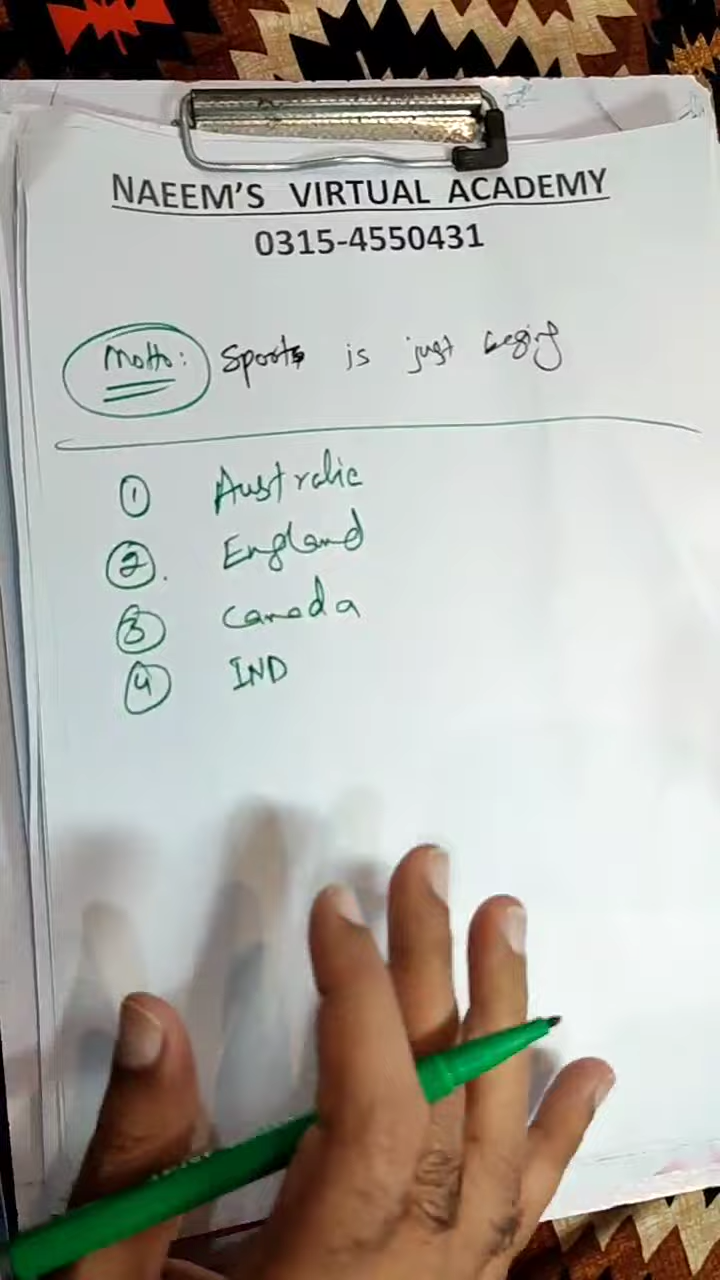 NAEEM'S VIRTUAL ACADEMY
0315-4550431
Motto: Sports is just
1 Australia
2. England
3 Canada
4 IND